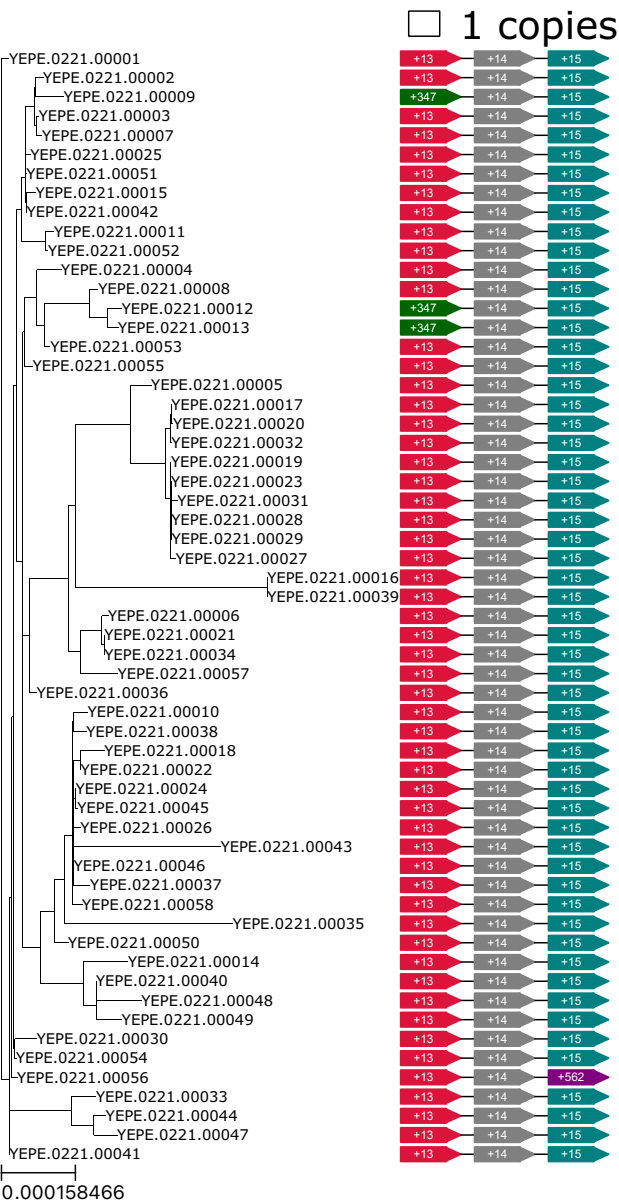 1 copies
YEPE.0221.00001 +13 +14 +15
YEPE.0221.00002 +13 +14 +15
YEPE.0221.00009 +347 +14 +15
YEPE.0221.00003 +13 +14 +15
YEPE.0221.00007 +13 +14 +15
YEPE.0221.00025 +13 +14 +15
YEPE.0221.00051 +13 +14 +15
YEPE.0221.00015 +13 +14 +15
YEPE.0221.00042 +13 +14 +15
YEPE.0221.00011 +13 +14 +15
YEPE.0221.00052 +13 +14 +15
YEPE.0221.00004 +13 +14 +15
YEPE.0221.00008 +13 +14 +15
YEPE.0221.00012 +347 +14 +15
YEPE.0221.00013 +347 +14 +15
YEPE.0221.00053 +13 +14 +15
YEPE.0221.00055 +13 +14 +15
YEPE.0221.00005 +13 +14 +15
YEPE.0221.00017 +13 +14 +15
YEPE.0221.00020 +13 +14 +15
YEPE.0221.00032 +13 +14 +15
YEPE.0221.00019 +13 +14 +15
YEPE.0221.00023 +13 +14 +15
YEPE.0221.00031 +13 +14 +15
YEPE.0221.00028 +13 +14 +15
YEPE.0221.00029 +13 +14 +15
YEPE.0221.00027 +13 +14 +15
YEPE.0221.00016 +13 +14 +15
YEPE.0221.00039 +13 +14 +15
YEPE.0221.00006 +13 +14 +15
YEPE.0221.00021 +13 +14 +15
YEPE.0221.00034 +13 +14 +15
YEPE.0221.00057 +13 +14 +15
YEPE.0221.00036 +13 +14 +15
YEPE.0221.00010 +13 +14 +15
YEPE.0221.00038 +13 +14 +15
YEPE.0221.00018 +13 +14 +15
YEPE.0221.00022 +13 +14 +15
YEPE.0221.00024 +13 +14 +15
YEPE.0221.00045 +13 +14 +15
YEPE.0221.00026 +13 +14 +15
YEPE.0221.00043 +13 +14 +15
YEPE.0221.00046 +13 +14 +15
YEPE.0221.00037 +13 +14 +15
YEPE.0221.00058 +13 +14 +15
YEPE.0221.00035 +13 +14 +15
YEPE.0221.00050 +13 +14 +15
YEPE.0221.00014 +13 +14 +15
YEPE.0221.00040 +13 +14 +15
YEPE.0221.00048 +13 +14 +15
YEPE.0221.00049 +13 +14 +15
YEPE.0221.00030 +13 +14 +15
YEPE.0221.00054 +13 +14 +15
YEPE.0221.00056 +13 +14 +562
YEPE.0221.00033 +13 +14 +15
YEPE.0221.00044 +13 +14 +15
YEPE.0221.00047 +13 +14 +15
YEPE.0221.00041 +13 +14 +15
0.000158466